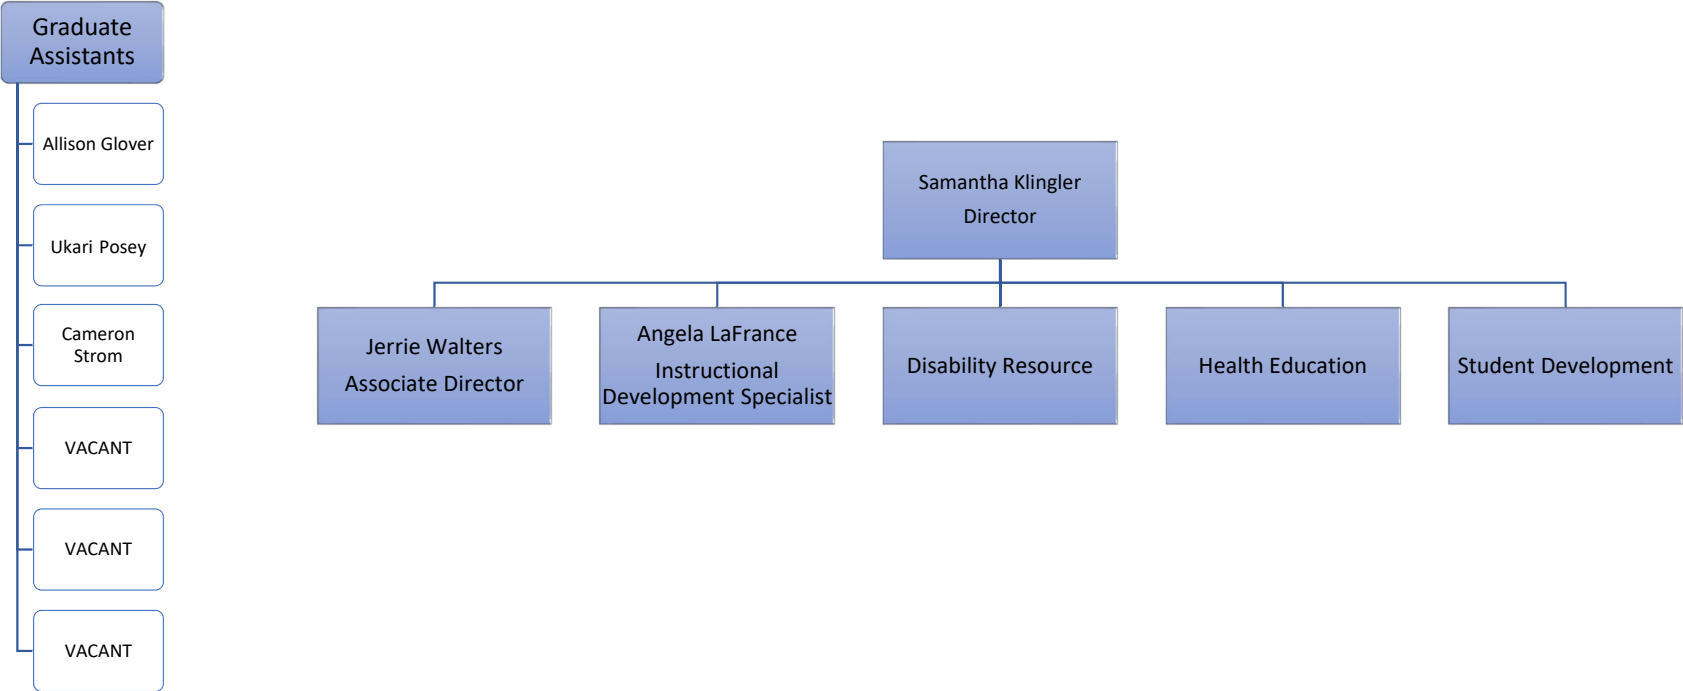 Graduate
Assistants
Allison Glover
Ukari Posey
Cameron
Strom
VACANT
VACANT
VACANT
Samantha Klingler
Director
Jerrie Walters
Associate Director
Angela LaFrance
Instructional
Development Specialist
Disability Resource
Health Education
Student Development